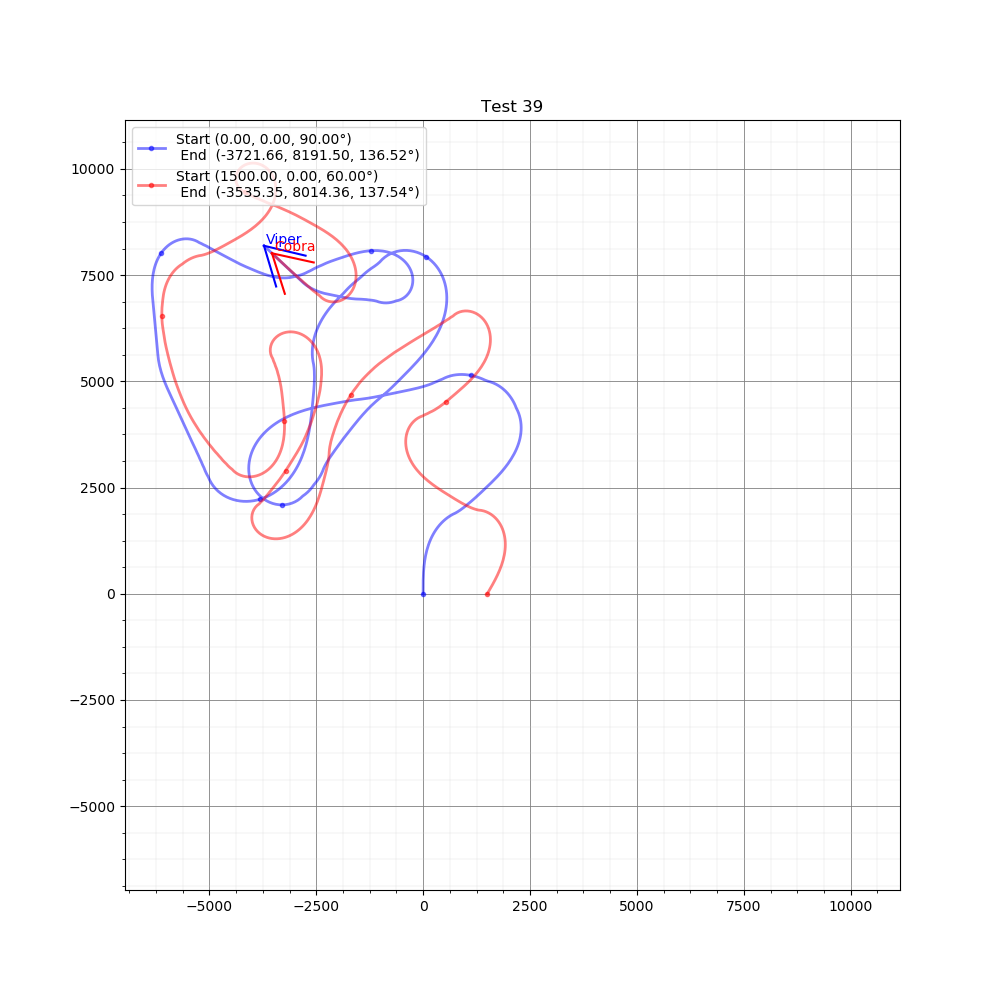 Test 39
Start (0.00, 0.00, 90.00°)
End (-3721.66, 8191.50, 136.52°)
Start (1500.00, 0.00, 60.00°)
End (-3535.35, 8014.36, 137.54°)
Viper
Cobra
10000
7500
5000
2500
0
−2500
−5000
−5000
−2500
0
2500
5000
7500
10000